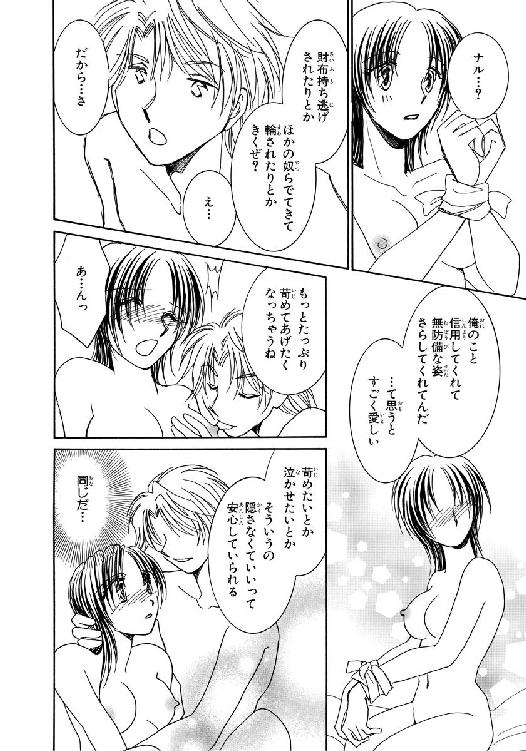 ナル…?
財布持ち逃げ
されたりとか
ほかの奴らでてきて
輪されたりとか
きくぜ?
え…
だから…さ
俺のこと
信用してくれて
無防備な姿
さらしてくれてんだ
…て思うと
すごく愛しい
もっとたっぷり
苛めてあげたく
なっちゃうね
あ…んっ
苛めたいとか
泣かせたいとか
そういうの
隠さなくていいって
安心していられる
同じだ…